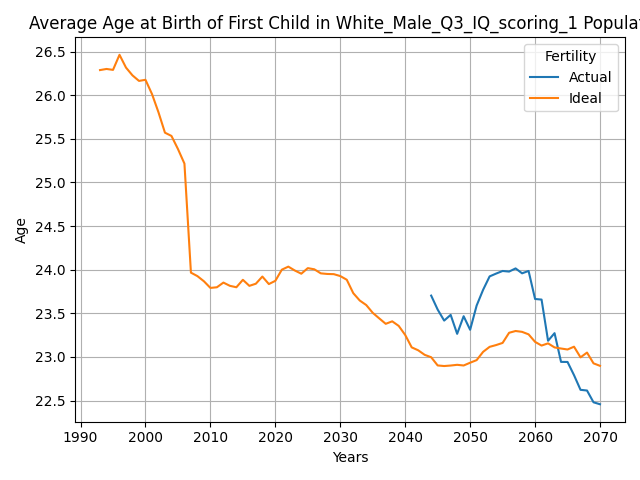 Average Age at Birth of First Child in White_Male_Q3_IQ_scoring_1 Populat
Fertility
Actual
Ideal
Age
26.5
26.0
25.5
25.0
24.5
24.0
23.5
23.0
22.5
1990 2000 2010 2020 2030 2040 2050 2060 2070
Years